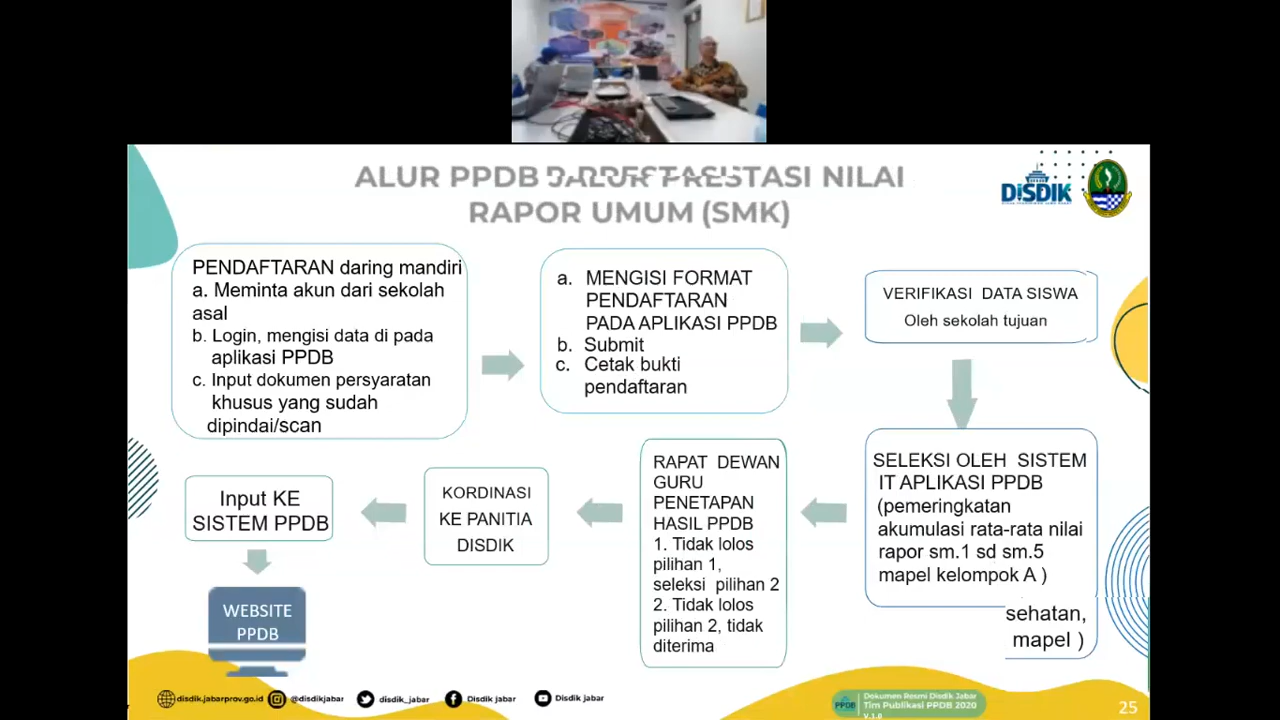 ALUR PPDB
RAPOR UMUM (SMK)
NILAI
DISDIK
PENDAFTARAN daring mandiri
a. Meminta akun dari sekolah
asal
b. Login, mengisi data di pada
aplikasi PPDB
c. Input dokumen persyaratan
khusus yang sudah
dipindai/scan
a. MENGISI FORMAT
PENDAFTARAN
PADA APLIKASI PPDB
b. Submit
c. Cetak bukti
pendaftaran
VERIFIKASI DATA SISWA
Oleh sekolah tujuan
SELEKSI OLEH SISTEM
IT APLIKASI PPDB
(pemeringkatan
akumulasi rata-rata nilai
rapor sm.1 sd sm.5
mapel kelompok A )
sehatan,
mapel )
RAPAT DEWAN
GURU
PENETAPAN
HASIL PPDB
1. Tidak lolos
pilihan 1,
seleksi pilihan 2
2. Tidak lolos
pilihan 2, tidak
diterima
KORDINASI
KE PANITIA
DISDIK
Input KE
SISTEM PPDB
WEBSITE
PPDB
disdik.jabarprov.go.id
@disdikjabar
disdik_jabar
Disdik jabar
Disdik jabar
PPDB
Dokumen Resmi Disdik Jabar
Tim Publikasi PPDB 2020
V.1.0
25